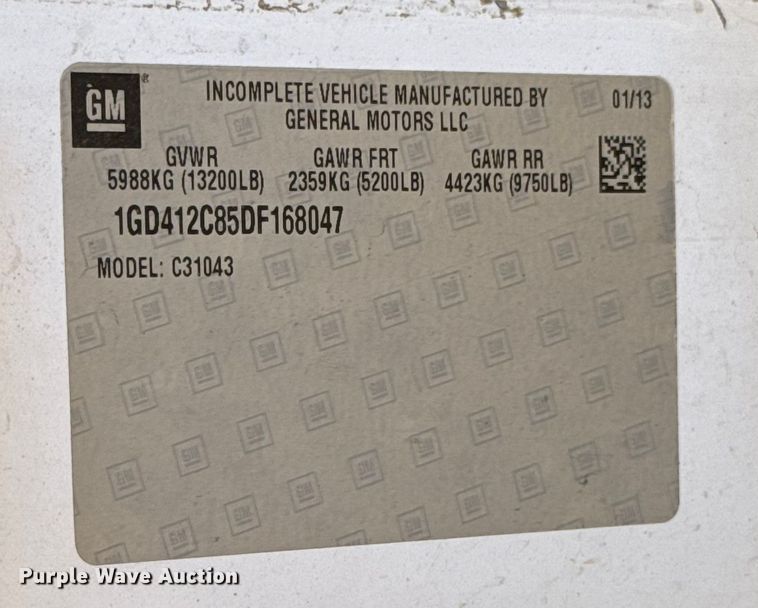 GM® INCOMPLETE VEHICLE MANUFACTURED BY 01/13
GENERAL MOTORS LLC
GVWR GAWR FRT GAWR RR
5988KG (13200LB) 2359KG (5200LB) 4423KG (9750LB)
1GD412C85DF168047
MODEL: C31043
Purple Wave Auction